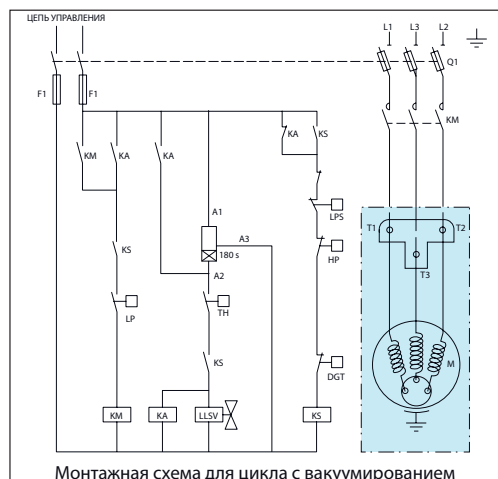 ЦЕПЬ УПРАВЛЕНИЯ
L1 L3 L2
F1 F1
Q1
KM
KA KS
KM KA KA
LPS
A1
A3
180 s
A2
HP
T1 T2
T3
KS
LP
TH
KS
DGT
M
KM KA LLSV KS
Монтажная схема для цикла с вакуумированием